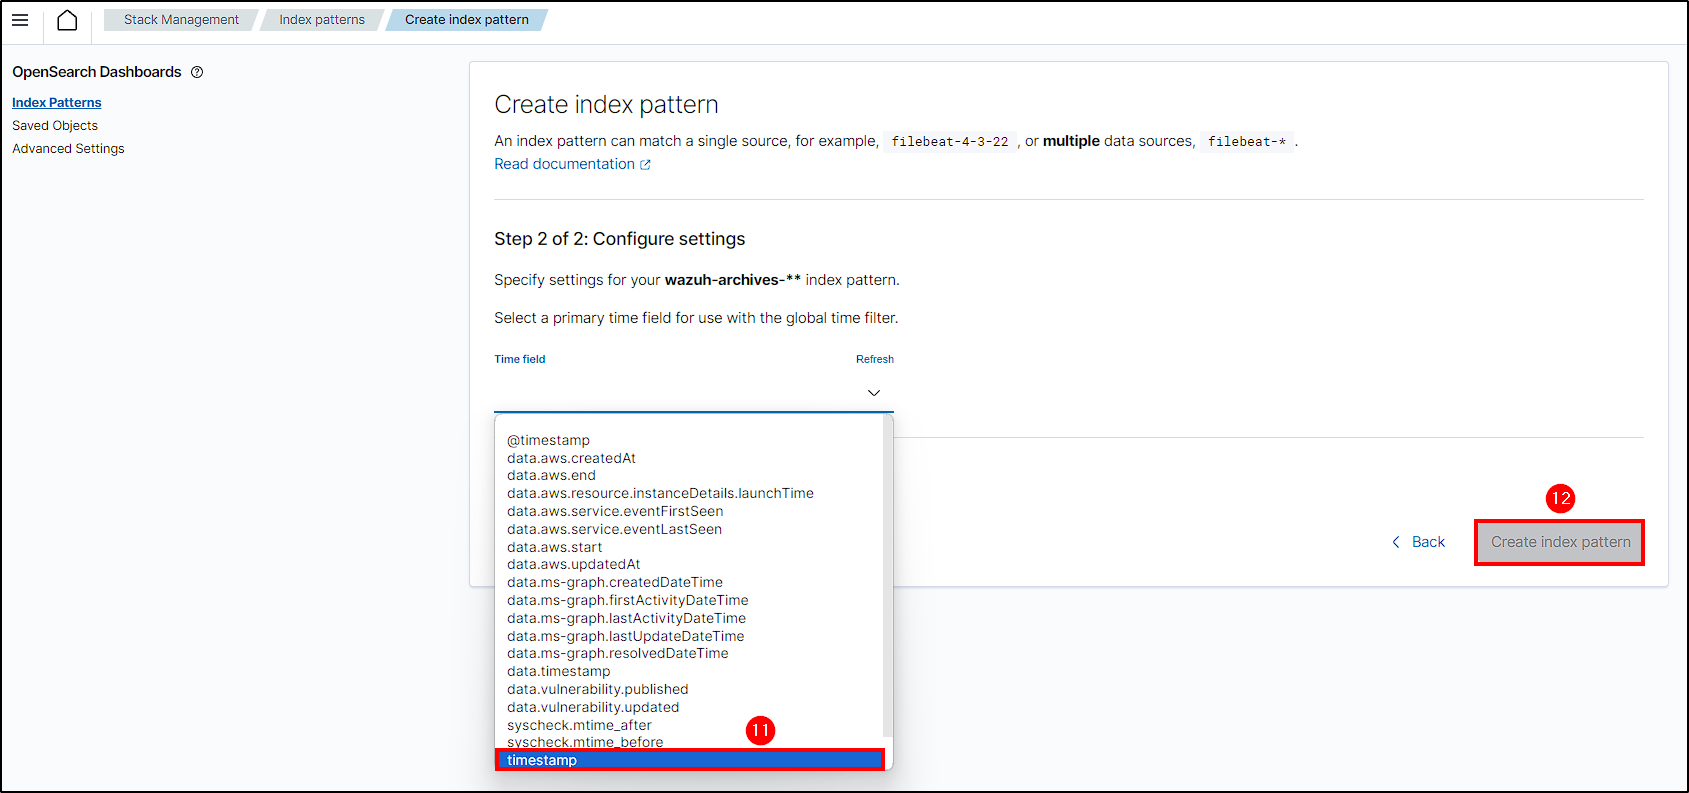 Stack Management
Index patterns
Create index pattern
OpenSearch Dashboards
Index Patterns
Saved Objects
Advanced Settings
Create index pattern
An index pattern can match a single source, for example, filebeat-4-3-22 , or multiple data sources, filebeat-* .
Read documentation
Step 2 of 2: Configure settings
Specify settings for your wazuh-archives-** index pattern.
Select a primary time field for use with the global time filter.
Time field
Refresh
@timestamp
data.aws.createdAt
data.aws.end
data.aws.resource.instanceDetails.launchTime
data.aws.service.eventFirstSeen
data.aws.service.eventLastSeen
data.aws.start
data.aws.updatedAt
data.ms-graph.createdDateTime
data.ms-graph.firstActivityDateTime
data.ms-graph.lastActivityDateTime
data.ms-graph.lastUpdateDateTime
data.ms-graph.resolvedDateTime
data.timestamp
data.vulnerability.published
data.vulnerability.updated
syscheck.mtime_after
syscheck.mtime_before
11
timestamp
12
Back
Create index pattern